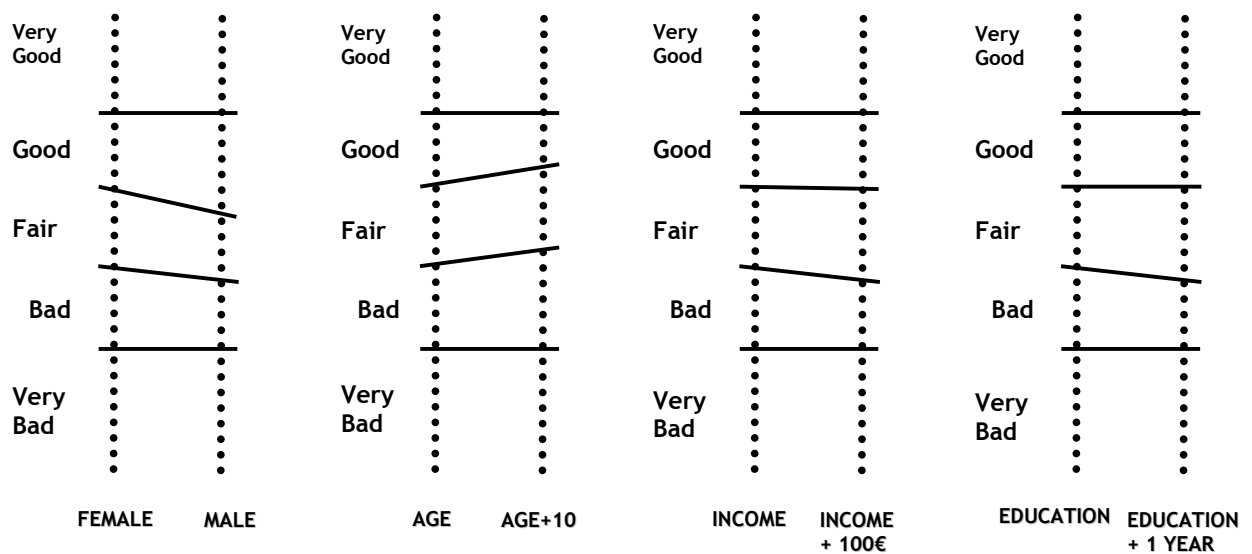 Very
Good
Good
Fair
Bad
Very
Bad
FEMALE
MALE
Very
Good
Good
Fair
Bad
Very
Bad
AGE
AGE+10
Very
Good
Good
Fair
Bad
Very
Bad
INCOME
INCOME
+ 100€
Very
Good
Good
Fair
Bad
Very
Bad
EDUCATION
EDUCATION
+ 1 YEAR